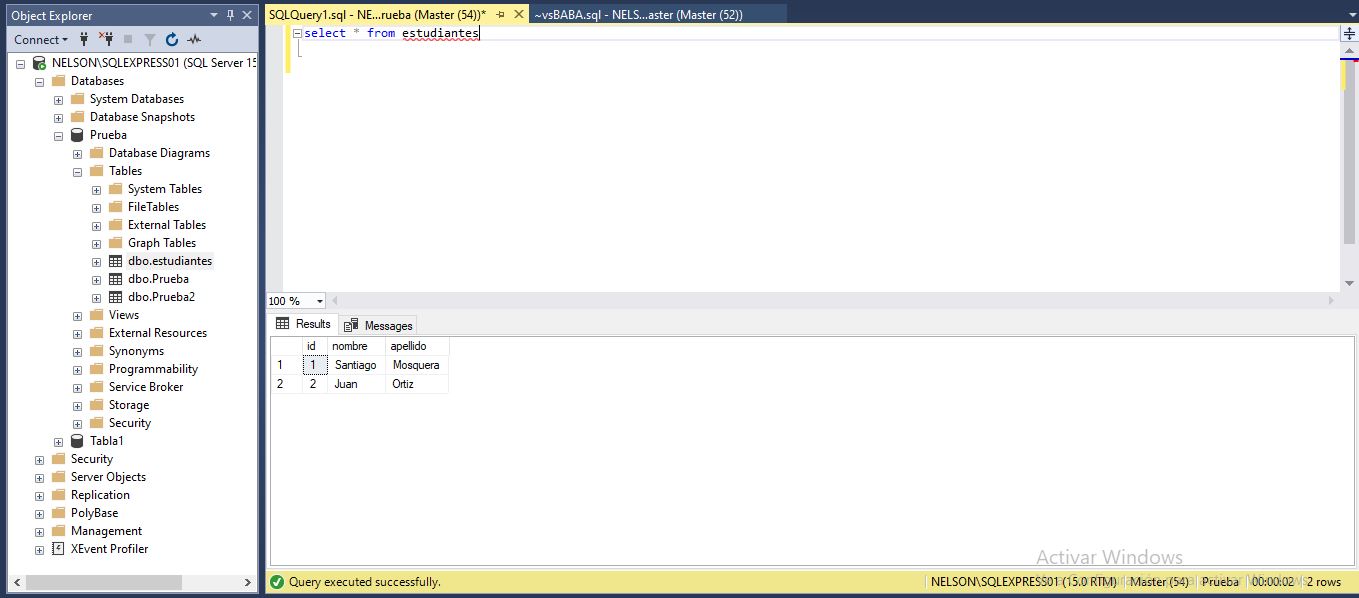 Object Explorer
Connect
NELSON\SQLEXPRESS01 (SQL Server 15
Databases
System Databases
Database Snapshots
Prueba
Database Diagrams
Tables
System Tables
FileTables
External Tables
Graph Tables
dbo.estudiantes
dbo.Prueba
dbo.Prueba2
Views
External Resources
Synonyms
Programmability
Service Broker
Storage
Security
Tabla1
Security
Server Objects
Replication
PolyBase
Management
XEvent Profiler
SQLQuery1.sql - NE...rueba (Master (54))*
~vsBABA.sql - NELS...aster (Master (52))
select * from estudiantes
100 %
Results Messages
id nombre apellido
1 1 Santiago Mosquera
2 2 Juan Ortiz
Activar Windows
Query executed successfully.
NELSON\SQLEXPRESS01 (15.0 RTM) Master (54) Prueba 00:00:02 2 rows